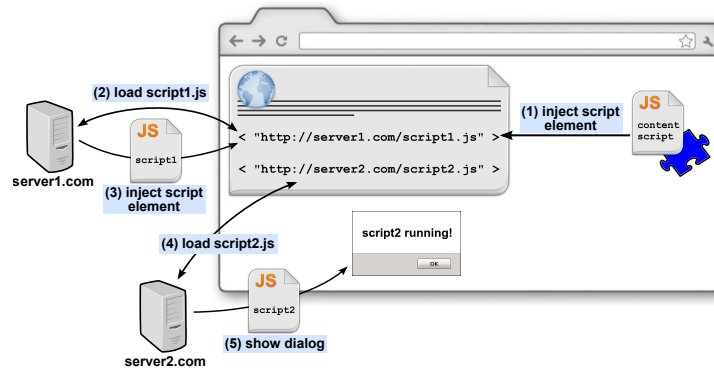 (2) load script1.js
JS
script1
server1.com
(3) inject script
element
< "http://server1.com/script1.js" >
< "http://server2.com/script2.js" >
(1) inject script
element
JS
content
script
(4) load script2.js
script2 running!
OK
JS
script2
server2.com
(5) show dialog